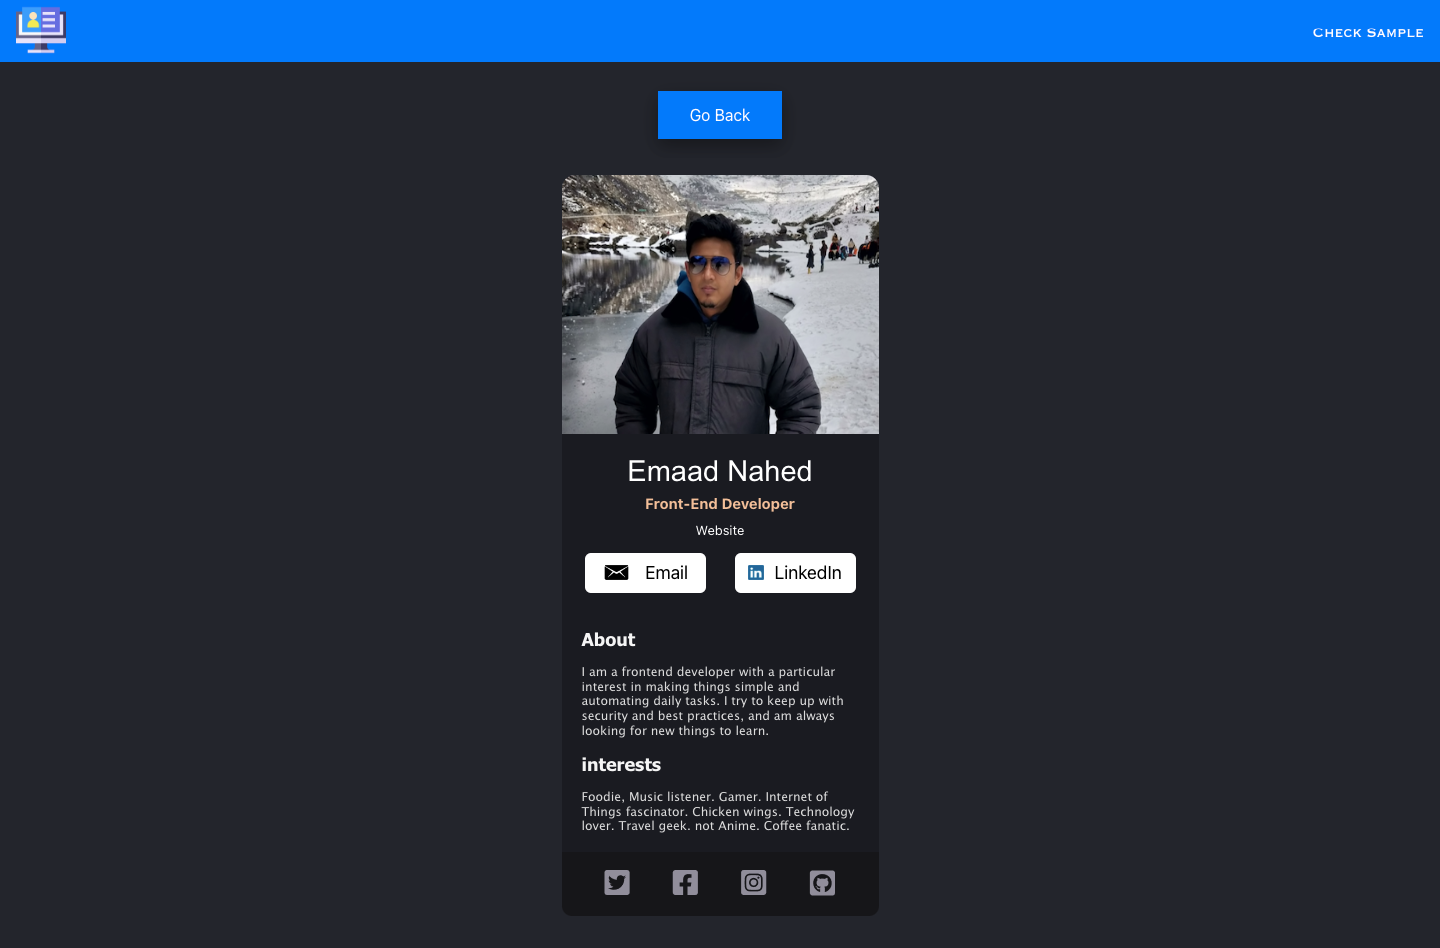 Check Sample
Go Back
Emaad Nahed
Front-End Developer
Website
Email
LinkedIn
About
I am a frontend developer with a particular
interest in making things simple and
automating daily tasks. I try to keep up with
security and best practices, and am always
looking for new things to learn.
interests
Foodie, Music listener. Gamer. Internet of
Things fascinator. Chicken wings. Technology
lover. Travel geek. not Anime. Coffee fanatic.